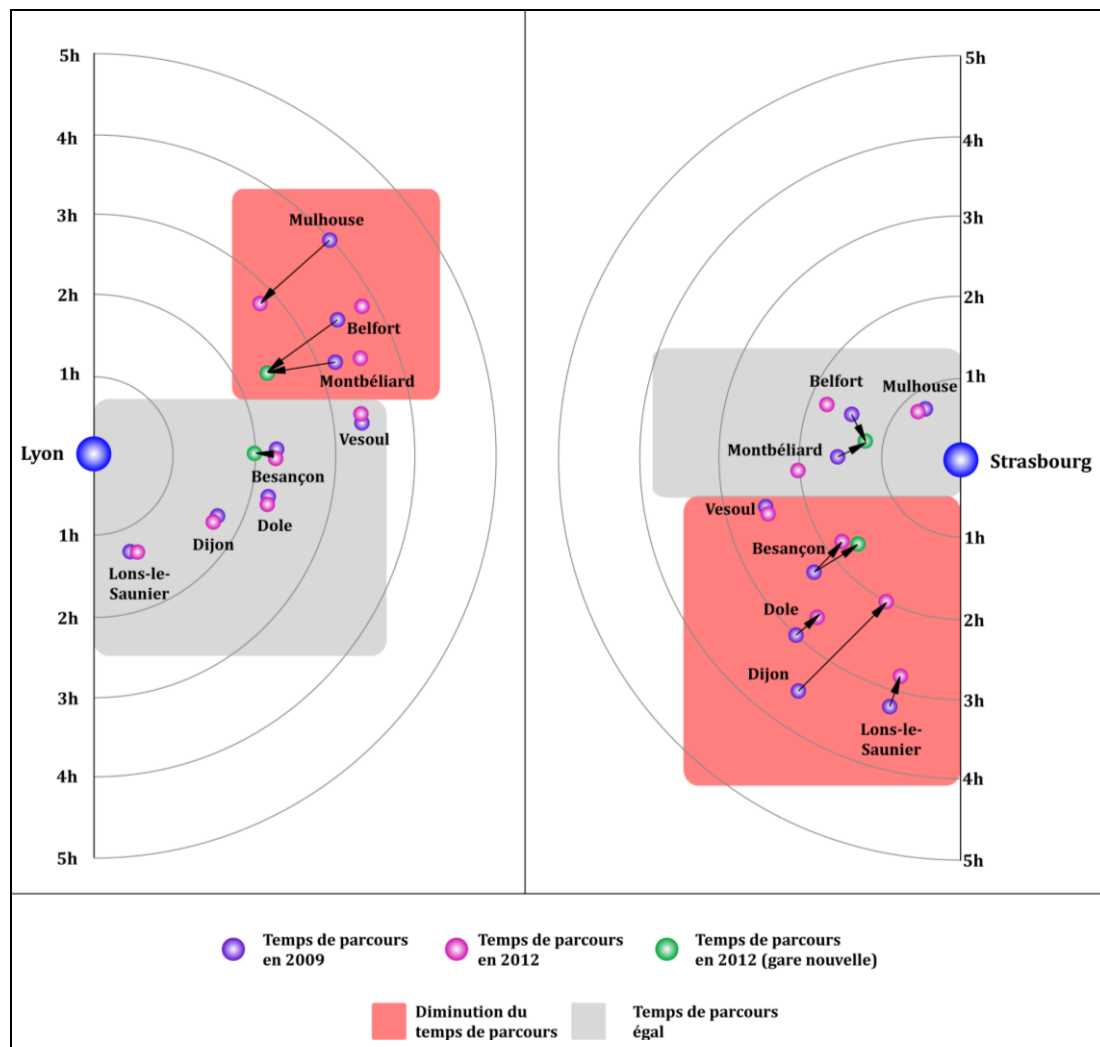 5h
4h
3h
2h
1h
Lyon
1h
2h
3h
4h
5h
Mulhouse
Belfort
Montbéliard
Vesoul
Besançon
Dole
Dijon
Lons-le-
Saunier
5h
4h
3h
2h
1h
Strasbourg
1h
2h
3h
4h
5h
Belfort
Mulhouse
Montbéliard
Vesoul
Besançon
Dole
Dijon
Lons-le-
Saunier
Temps de parcours
en 2009
Temps de parcours
en 2012
Temps de parcours
en 2012 (gare nouvelle)
Diminution du
temps de parcours
Temps de parcours
égal